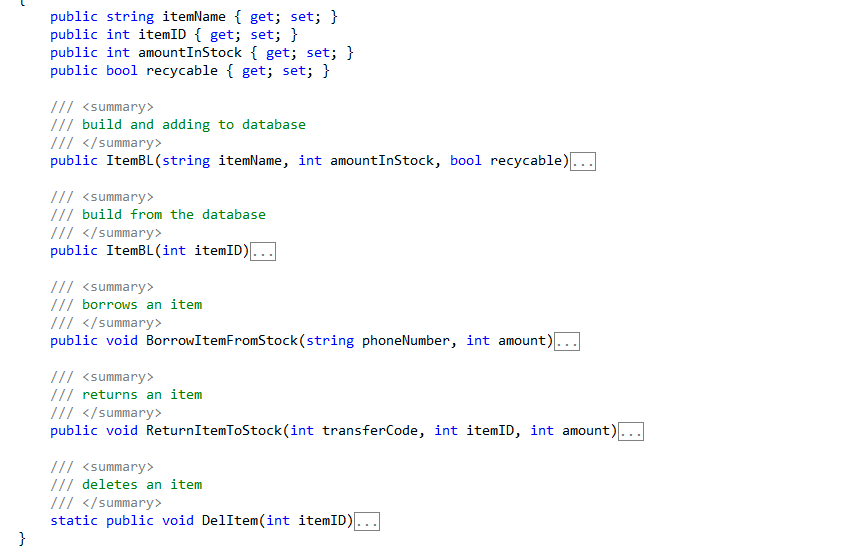 {
public string itemName { get; set; }
public int itemID { get; set; }
public int amountInStock { get; set; }
public bool recycable { get; set; }
/// <summary>
/// build and adding to database
/// </summary>
public ItemBL(string itemName, int amountInStock, bool recycable)...
/// <summary>
/// build from the database
/// </summary>
public ItemBL(int itemID)...
/// <summary>
/// borrows an item
/// </summary>
public void BorrowItemFromStock(string phoneNumber, int amount)...
/// <summary>
/// returns an item
/// </summary>
public void ReturnItemToStock(int transferCode, int itemID, int amount)...
/// <summary>
/// deletes an item
/// </summary>
static public void DelItem(int itemID)...
}